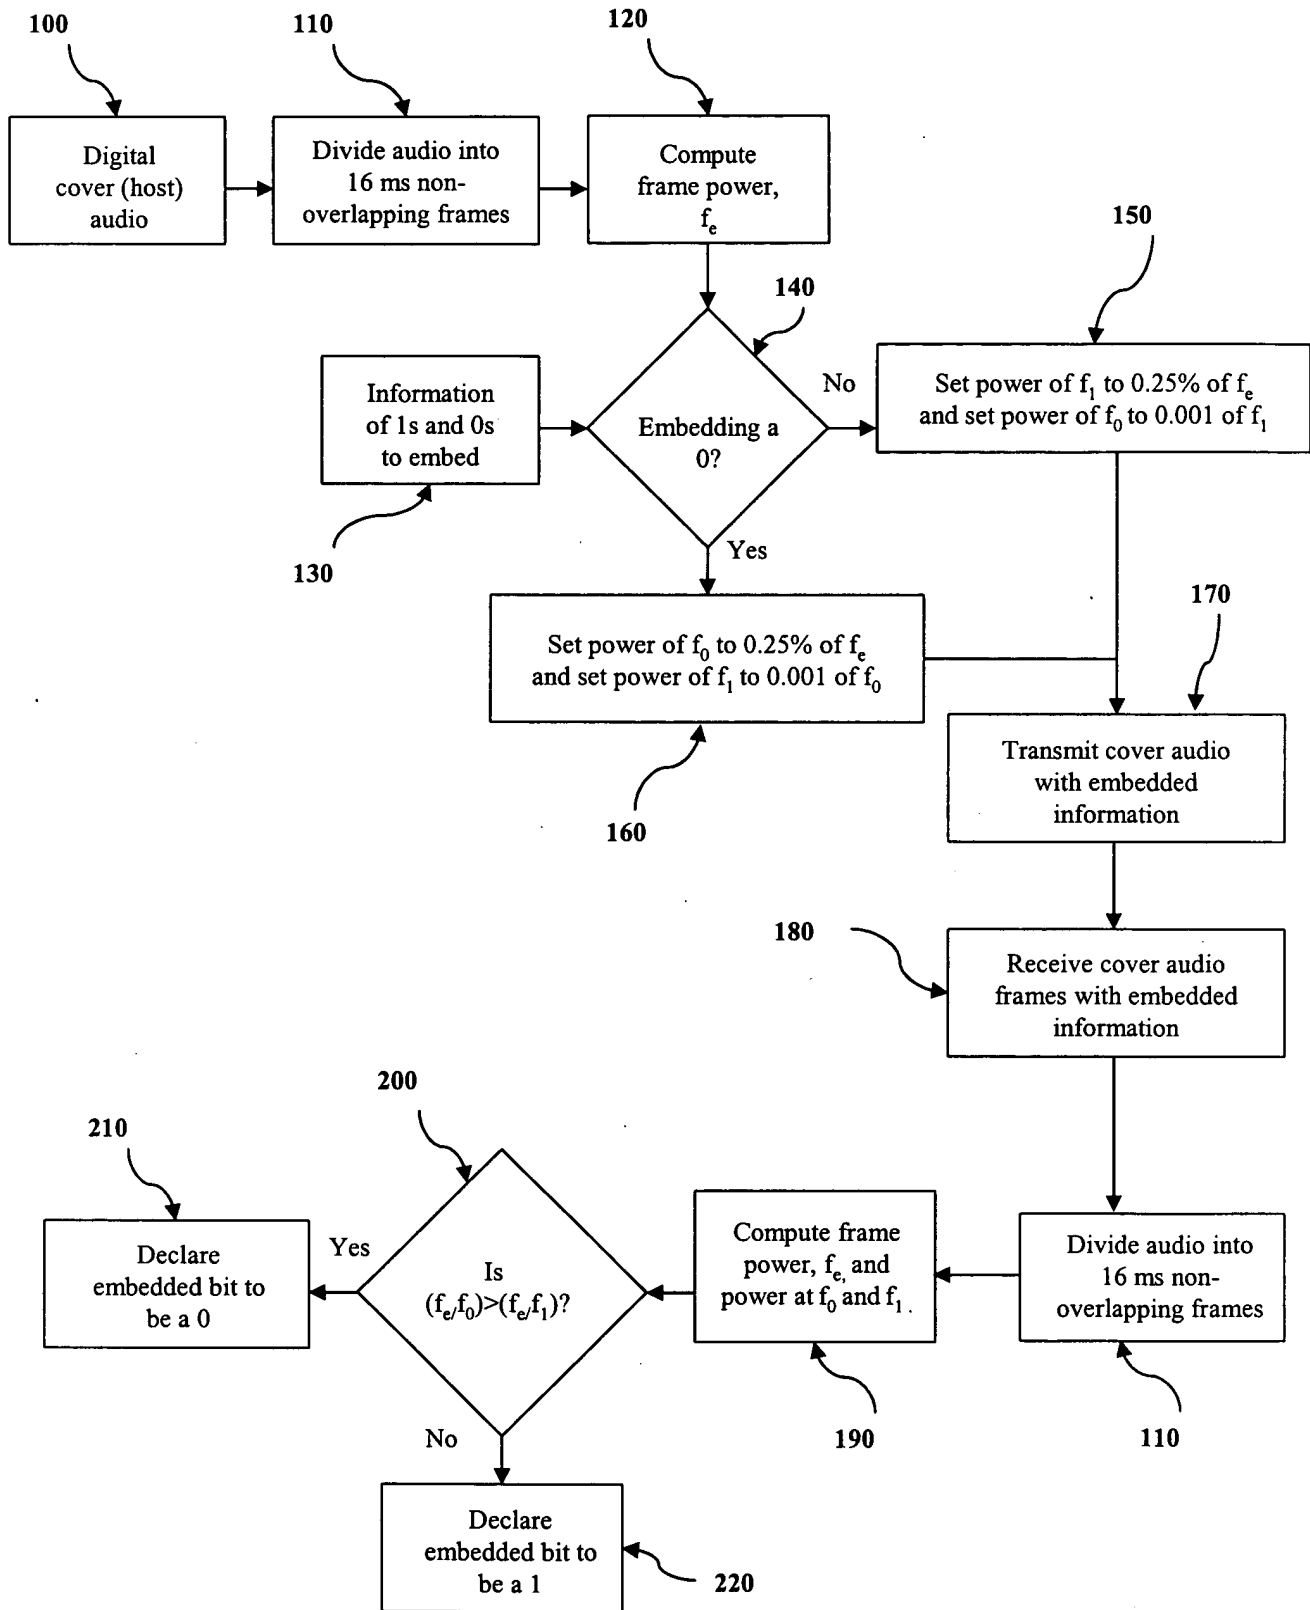 100
110
120
Digital
cover (host)
audio
Divide audio into
16 ms non-
overlapping frames
Compute
frame power,
fₑ
140
150
Information
of 1s and 0s
to embed
130
Embedding a
0?
No
Yes
Set power of f₁ to 0.25% of fₑ
and set power of f₀ to 0.001 of f₁
Set power of f₀ to 0.25% of fₑ
and set power of f₁ to 0.001 of f₀
160
170
Transmit cover audio
with embedded
information
180
Receive cover audio
frames with embedded
information
110
Divide audio into
16 ms non-
overlapping frames
190
Compute frame
power, fₑ, and
power at f₀ and f₁.
200
Is
(fₑ/f₀)>(fₑ/f₁)?
Yes
No
210
Declare
embedded bit to
be a 0
Declare
embedded bit to
be a 1
220